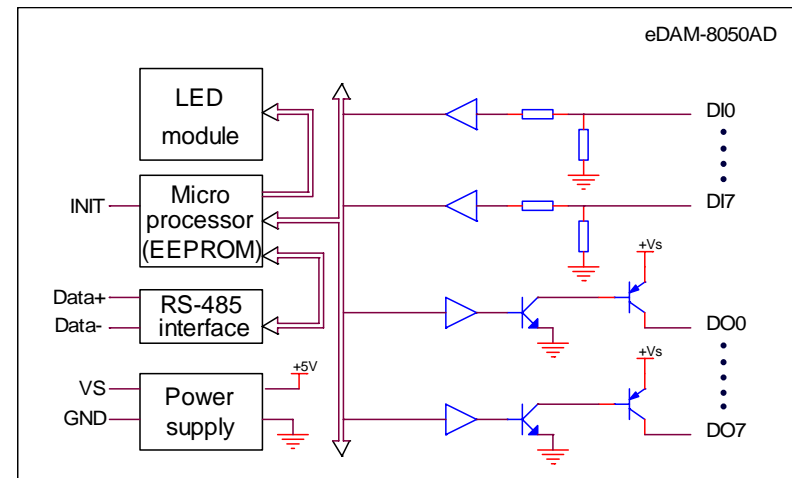 eDAM-8050AD
LED
module
DI0
INIT
Micro
processor
(EEPROM)
DI7
+Vs
Data+
Data-
RS-485
interface
DO0
+Vs
+5V
VS
GND
Power
supply
DO7